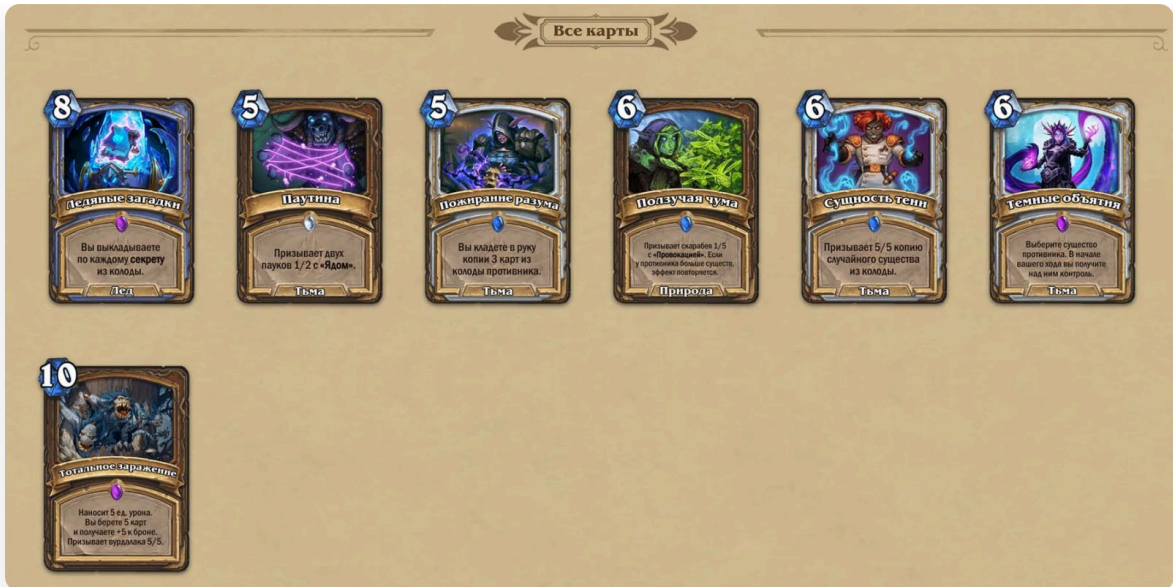 Все карты
8
Ледяные загадки
Вы выкладываете
по каждому секрету
из колоды.
Лед
5
Паутина
Призывает двух
пауков 1/2 с «Ядом».
Тьма
5
Пожирание разума
Вы кладете в руку
копии 3 карт из
колоды противника.
Тьма
6
Ползучая чума
Призывает скарабея 1/5
с «Провокацией». Если
у противника больше существ,
эффект повторяется.
Природа
6
Сущность тени
Призывает 5/5 копию
случайного существа
из колоды.
Тьма
6
Темные объятия
Выберите существо
противника. В начале
вашего хода вы получите
над ним контроль.
Тьма
10
Тотальное заражение
Наносит 5 ед. урона.
Вы берете 5 карт
и получаете +5 к броне.
Призывает вурдалака 5/5.